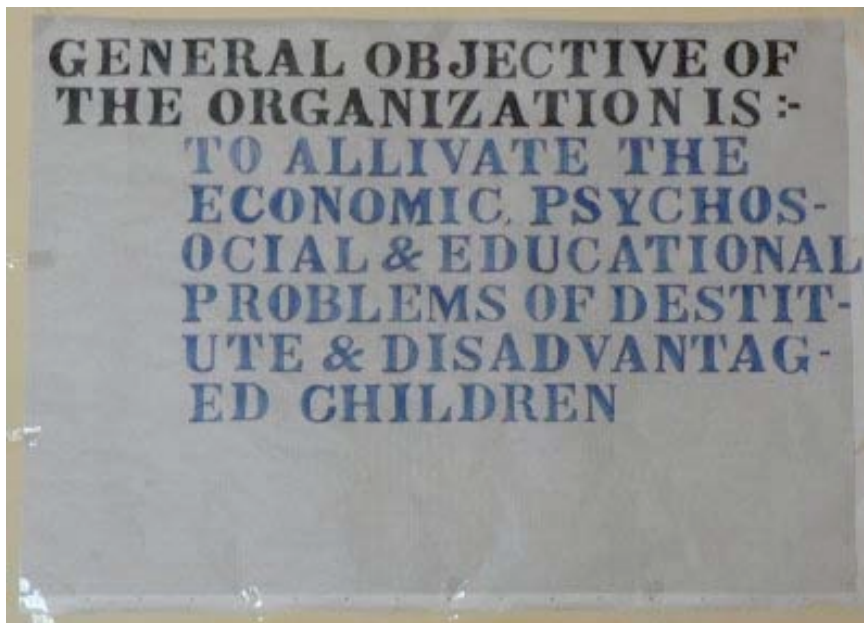 GENERAL OBJECTIVE OF
THE ORGANIZATION IS :-
TO ALLIVATE THE
ECONOMIC, PSYCHOS-
OCIAL & EDUCATIONAL
PROBLEMS OF DESTIT-
UTE & DISADVANTAG-
ED CHILDREN